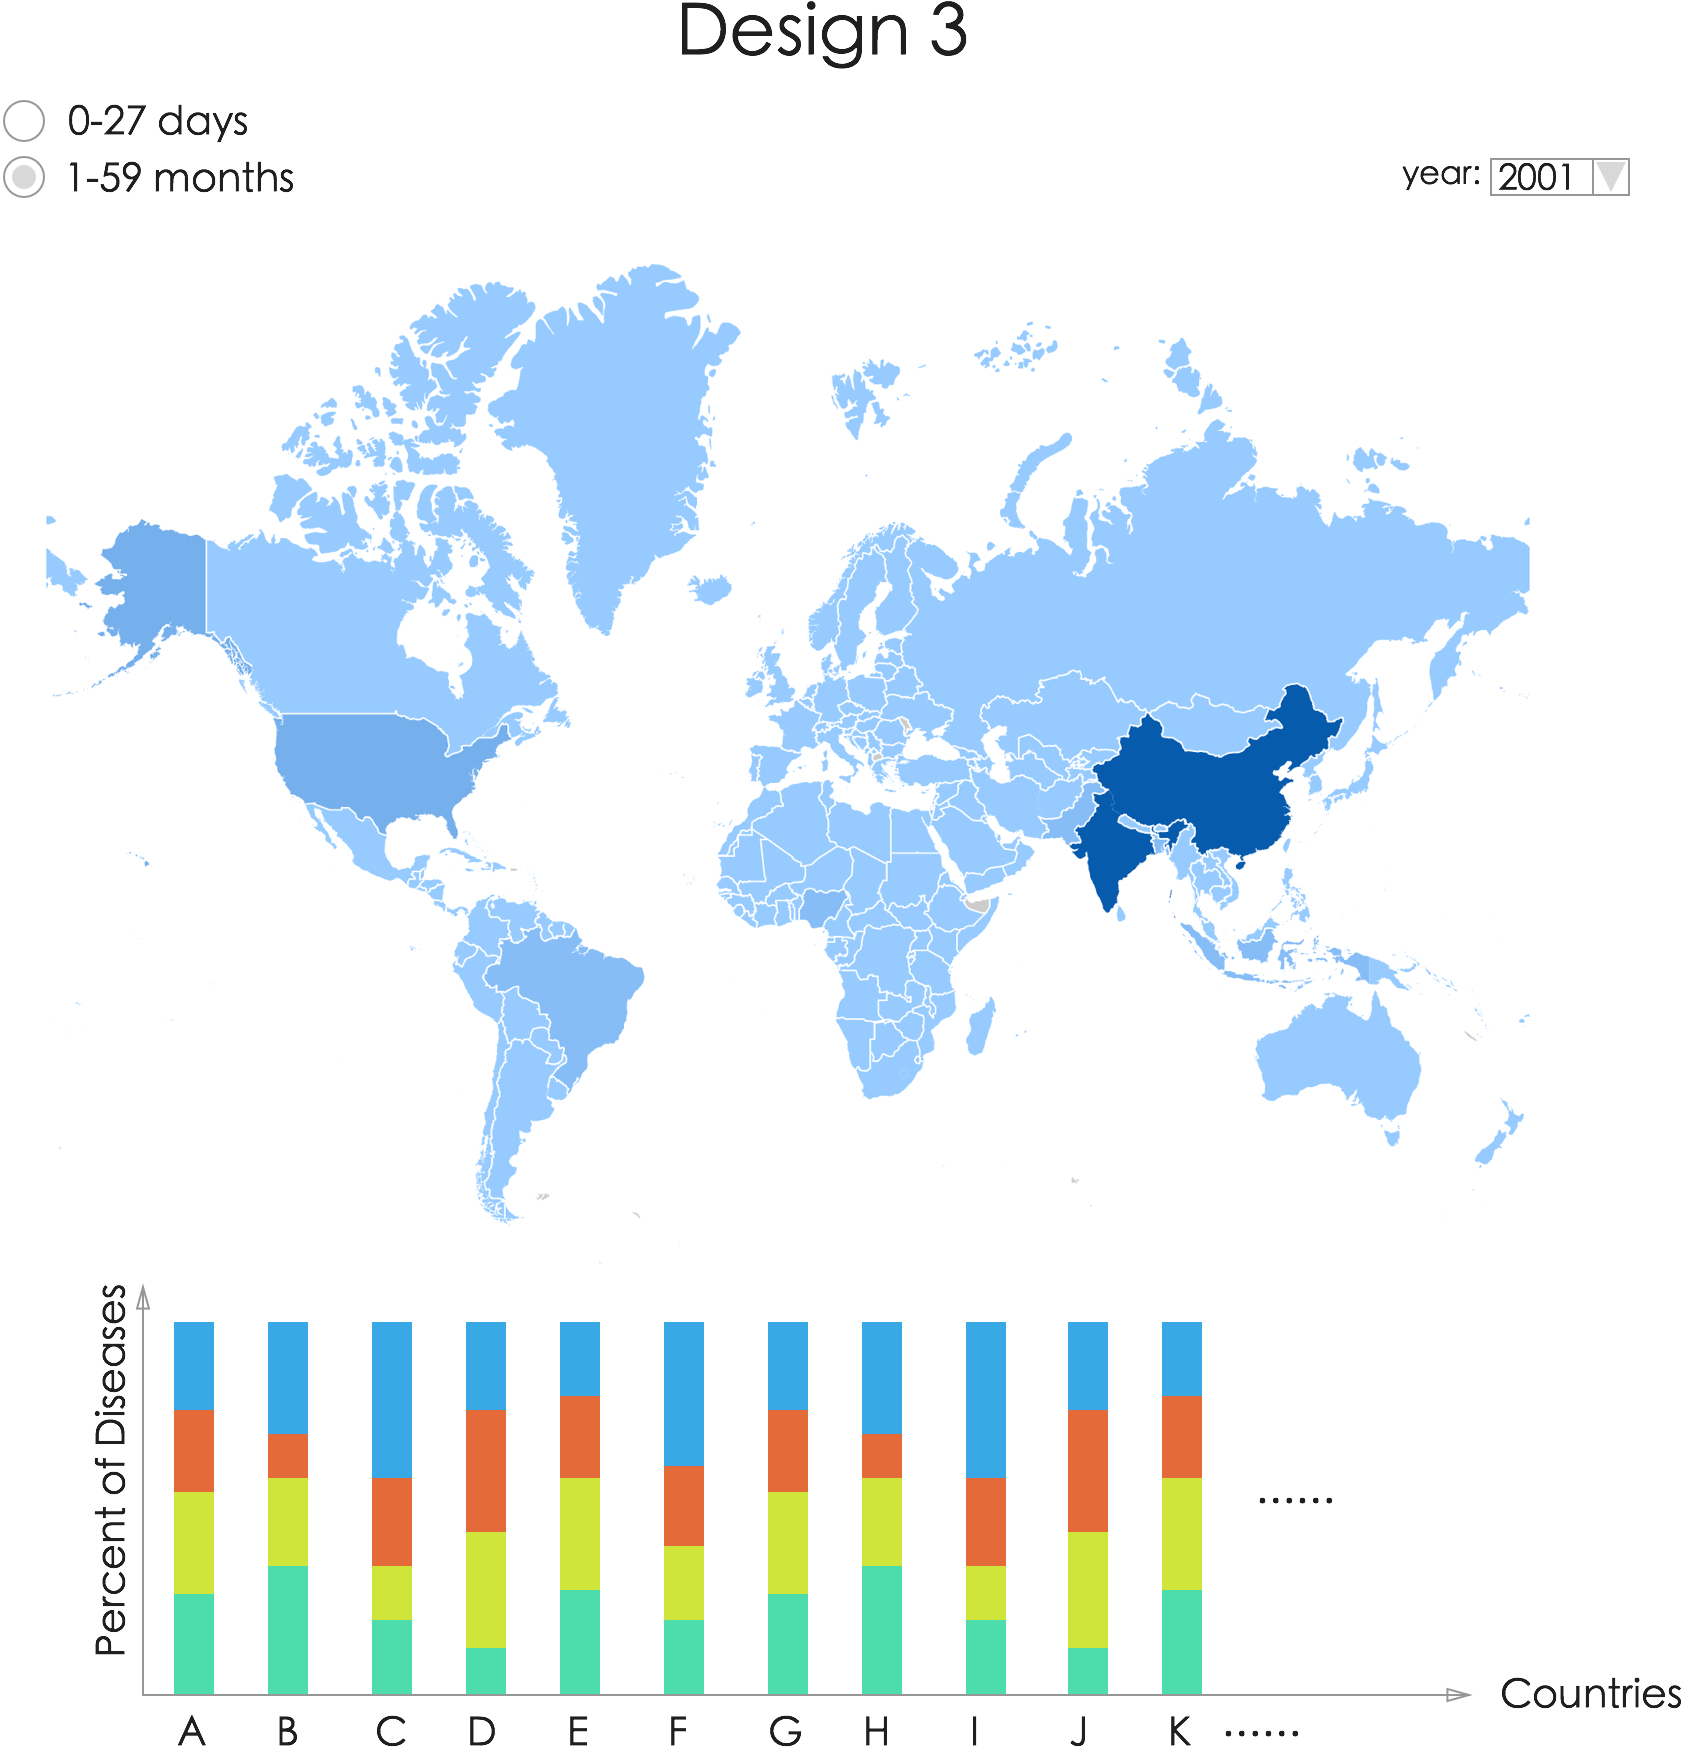 Design 3
0-27 days
1-59 months
year: 2001
Percent of Diseases
......
Countries
A B C D E F G H I J K ......